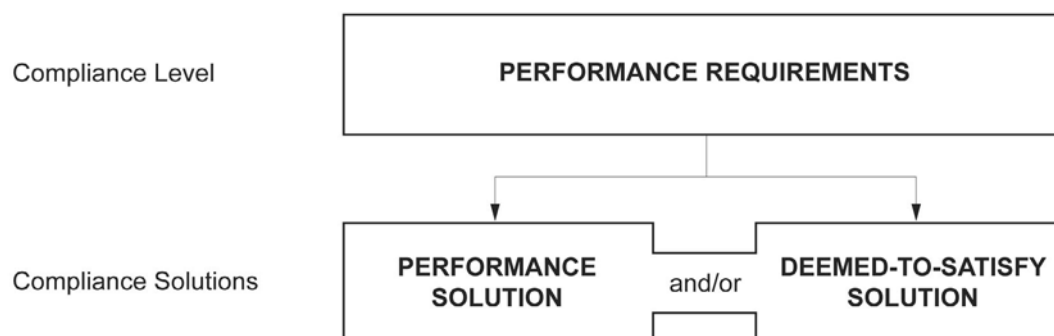 Compliance Level
PERFORMANCE REQUIREMENTS
Compliance Solutions
PERFORMANCE
SOLUTION
and/or
DEEMED-TO-SATISFY
SOLUTION